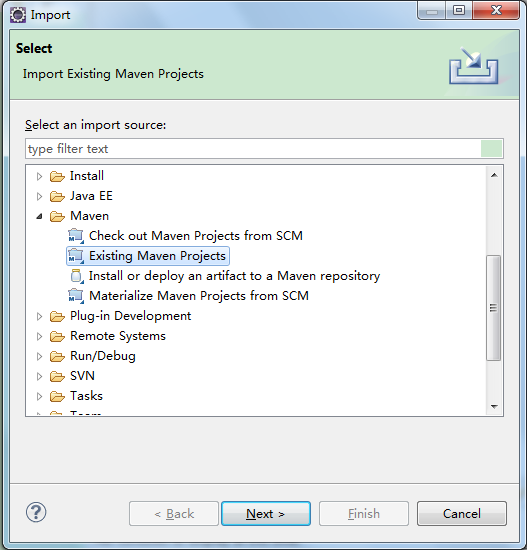 Import
Select
Import Existing Maven Projects
Select an import source:
type filter text
Install
Java EE
Maven
Check out Maven Projects from SCM
Existing Maven Projects
Install or deploy an artifact to a Maven repository
Materialize Maven Projects from SCM
Plug-in Development
Remote Systems
Run/Debug
SVN
Tasks
Team
< Back
Next >
Finish
Cancel